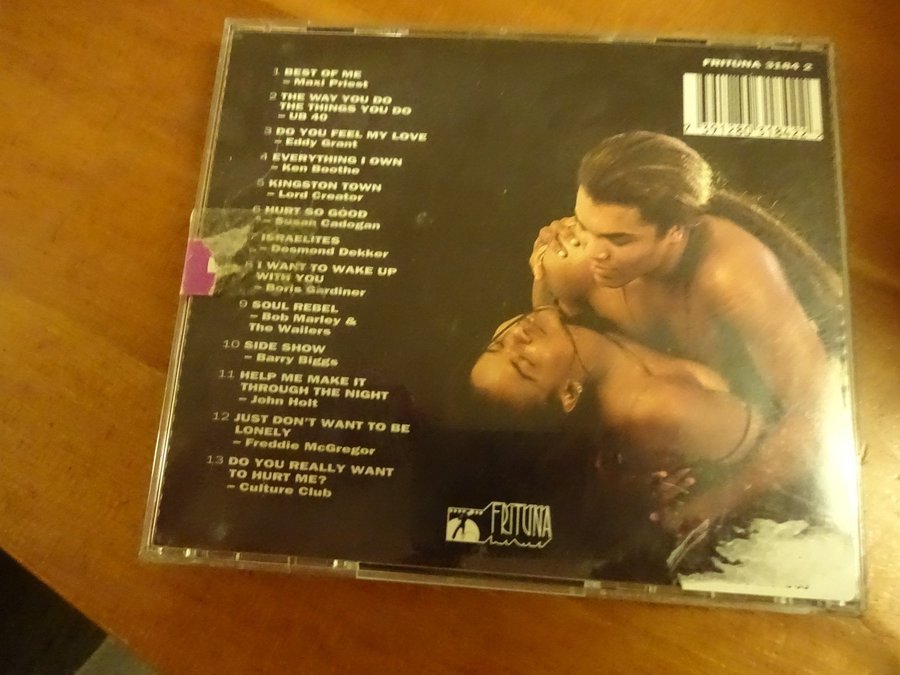 FRITUNA 3184 2
7 391280 318422
1 BEST OF ME
– Maxi Priest
2 THE WAY YOU DO
THE THINGS YOU DO
– UB 40
3 DO YOU FEEL MY LOVE
– Eddy Grant
4 EVERYTHING I OWN
– Ken Boothe
5 KINGSTON TOWN
– Lord Creator
6 HURT SO GOOD
– Susan Cadogan
ISRAELITES
– Desmond Dekker
I WANT TO WAKE UP
WITH YOU
– Boris Gardiner
9 SOUL REBEL
– Bob Marley &
The Wailers
10 SIDE SHOW
– Barry Biggs
11 HELP ME MAKE IT
THROUGH THE NIGHT
– John Holt
12 JUST DON'T WANT TO BE
LONELY
– Freddie McGregor
13 DO YOU REALLY WANT
TO HURT ME?
– Culture Club
FRITUNA